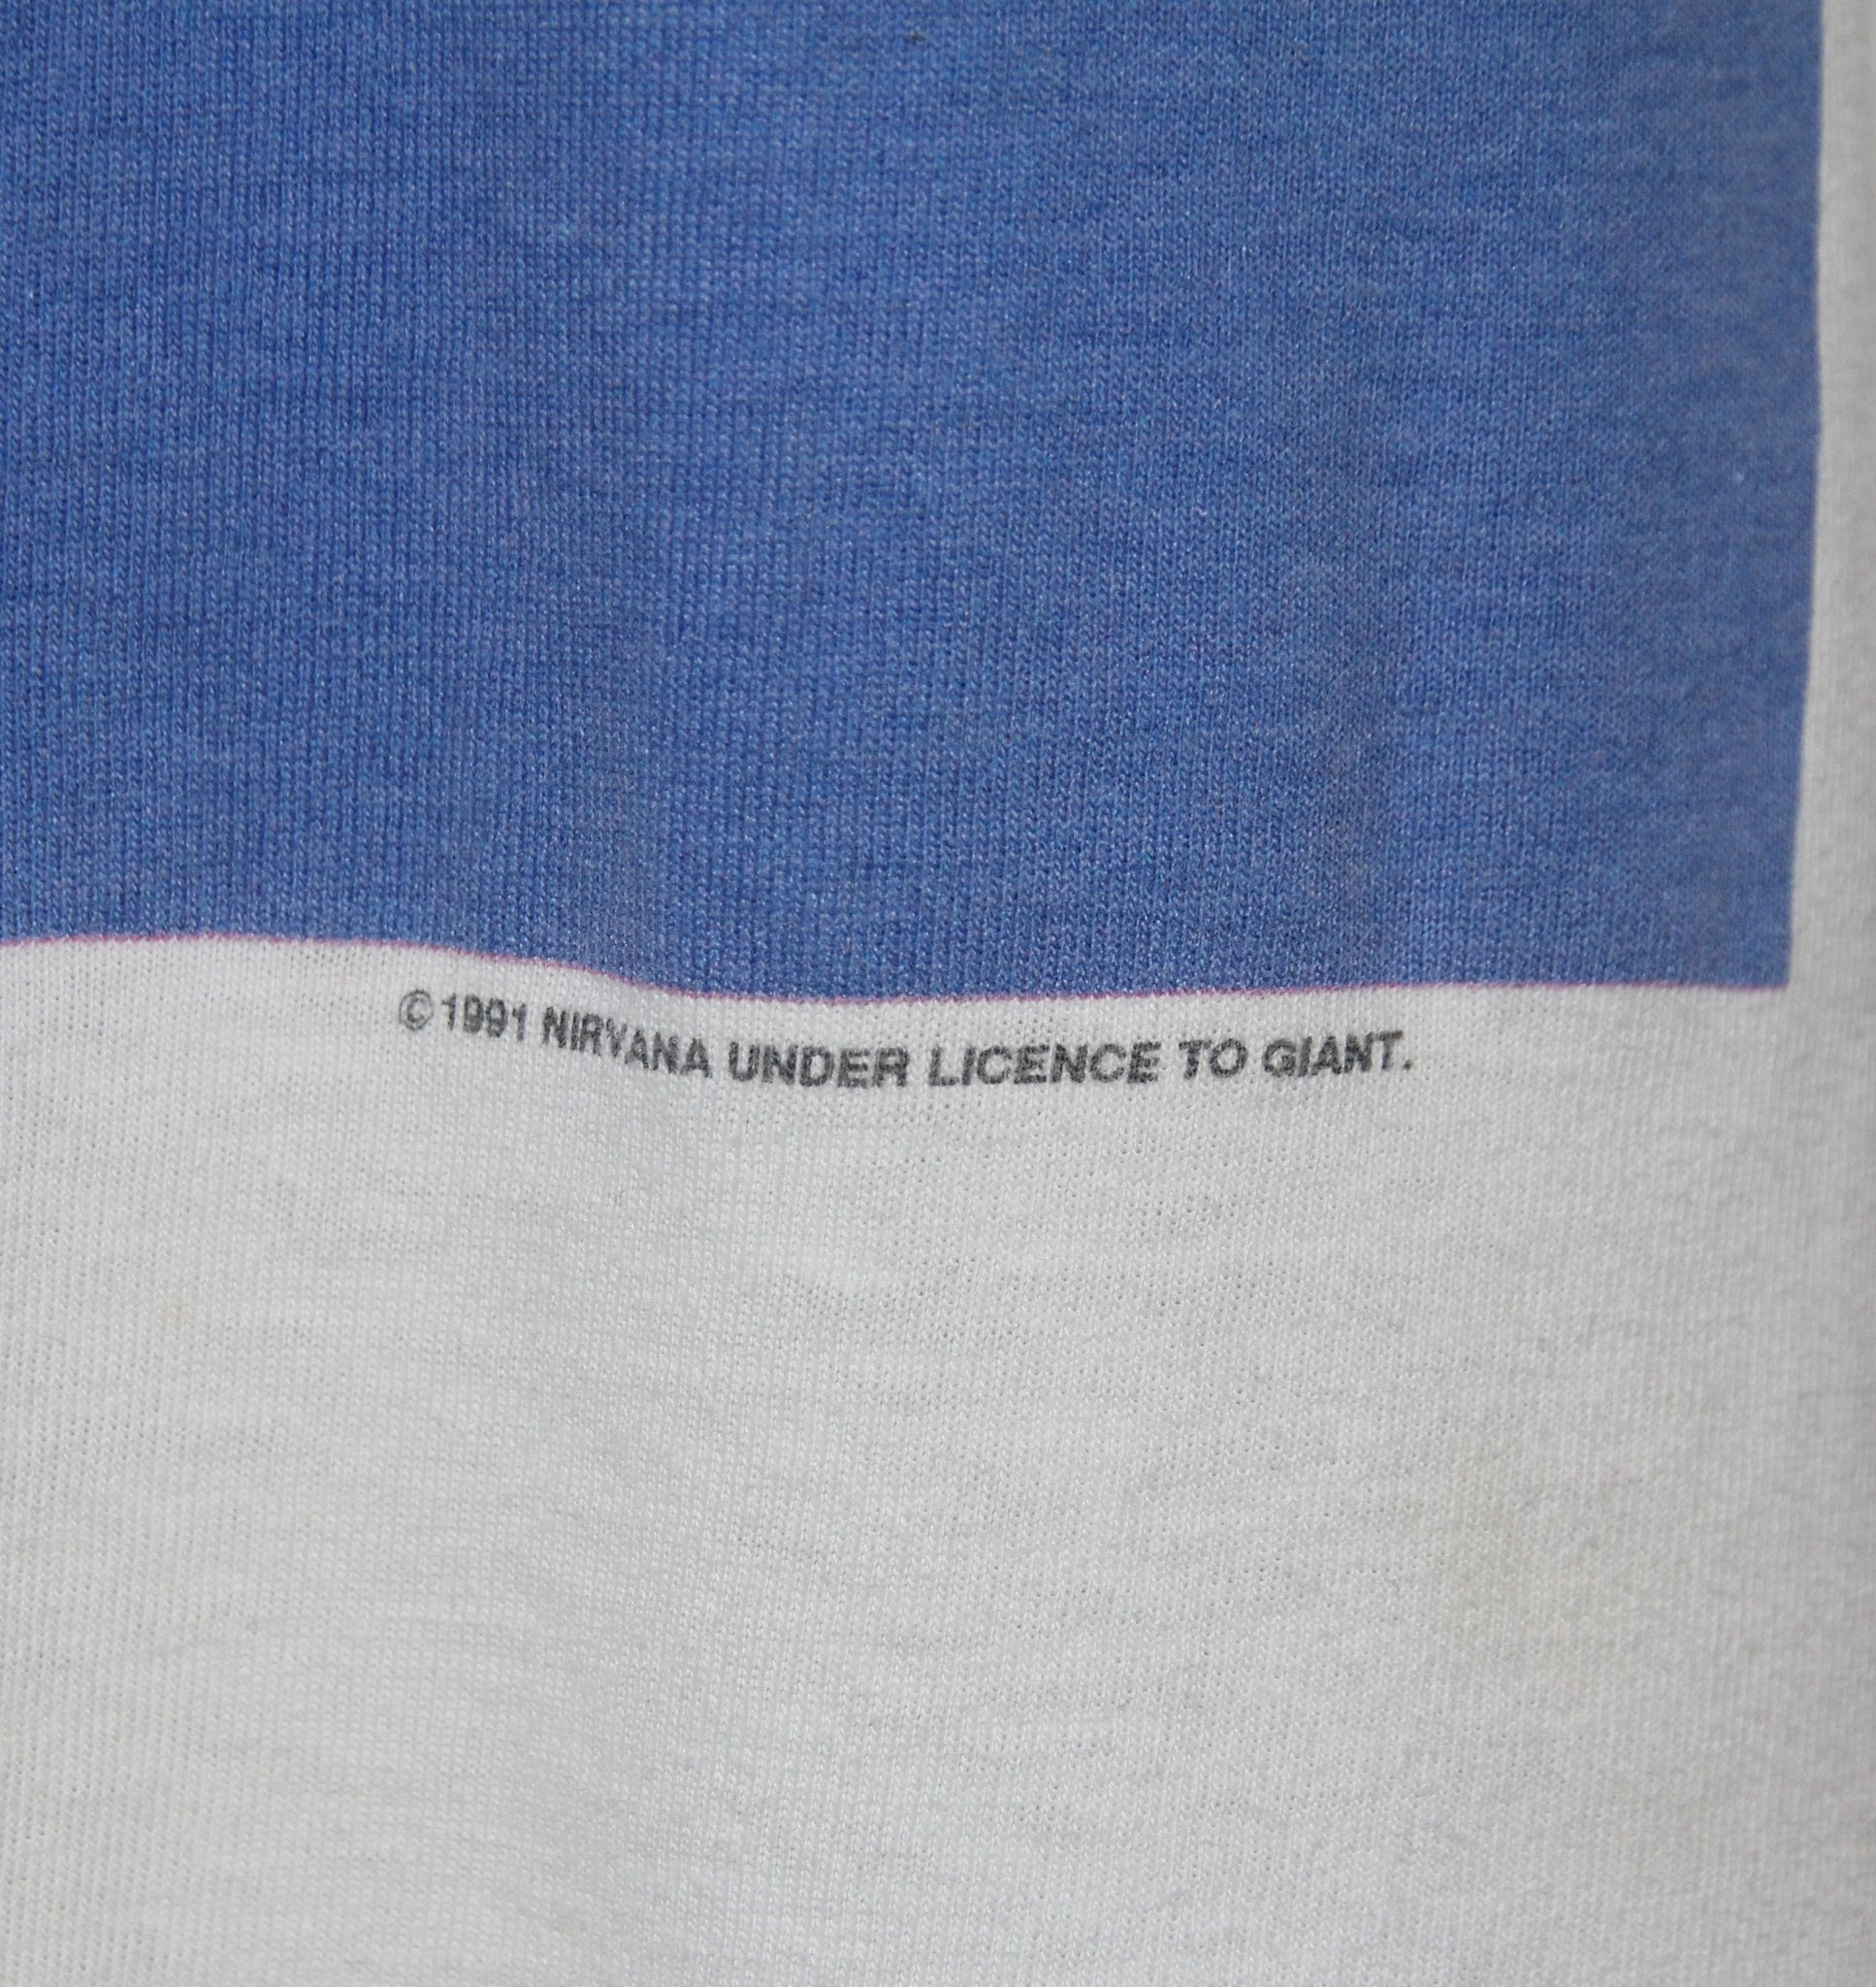 © 1991 NIRVANA UNDER LICENCE TO GIANT.